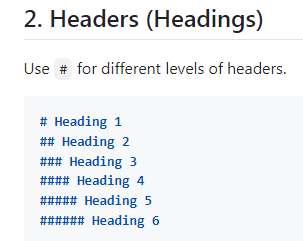 2. Headers (Headings)
Use # for different levels of headers.
# Heading 1
## Heading 2
### Heading 3
#### Heading 4
##### Heading 5
###### Heading 6